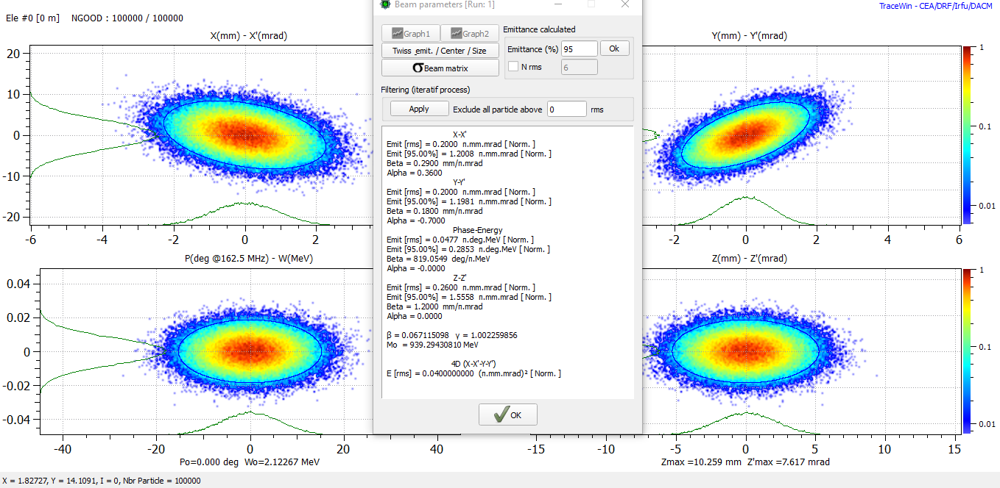 Beam parameters [Run: 1]
TraceWin - CEA/DRF/Irfu/DACM
Ele #0 [0 m] NGOOD : 100000 / 100000
X(mm) - X'(mrad)
20
10
0
-10
-20
-6 -4 -2 0 2
Graph1 Graph2
Twiss emit. / Center / Size
σ Beam matrix
Emittance calculated
Emittance (%) 95 Ok
N rms 6
Filtering (iteratif process)
Apply Exclude all particle above 0 rms
X-X'
Emit [rms] = 0.2000 π.mm.mrad [ Norm. ]
Emit [95.00%] = 1.2008 π.mm.mrad [ Norm. ]
Beta = 0.2900 mm/π.mrad
Alpha = 0.3600
Y-Y'
Emit [rms] = 0.2000 π.mm.mrad [ Norm. ]
Emit [95.00%] = 1.1981 π.mm.mrad [ Norm. ]
Beta = 0.1800 mm/π.mrad
Alpha = -0.7000
Phase-Energy
Emit [rms] = 0.0477 π.deg.MeV [ Norm. ]
Emit [95.00%] = 0.2853 π.deg.MeV [ Norm. ]
Beta = 819.0549 deg/π.MeV
Alpha = -0.0000
Z-Z'
Emit [rms] = 0.2600 π.mm.mrad [ Norm. ]
Emit [95.00%] = 1.5558 π.mm.mrad [ Norm. ]
Beta = 1.2000 mm/π.mrad
Alpha = 0.0000
β = 0.067115098 γ = 1.002259856
Mo = 939.29430810 MeV
4D (X-X'-Y-Y')
E [rms] = 0.0400000000 (π.mm.mrad)² [ Norm. ]
OK
Y(mm) - Y'(mrad)
1
0.1
0.01
-2 0 2 4 6
P(deg @162.5 MHz) - W(MeV)
0.04
0.02
0
-0.02
-0.04
-40 -20 0 20 40
Po=0.000 deg Wo=2.12267 MeV
Z(mm) - Z'(mrad)
1
0.1
0.01
-15 -10 -5 0 5 10 15
Zmax =10.259 mm Z'max =7.617 mrad
X = 1.82727, Y = 14.1091, I = 0, Nbr Particle = 100000